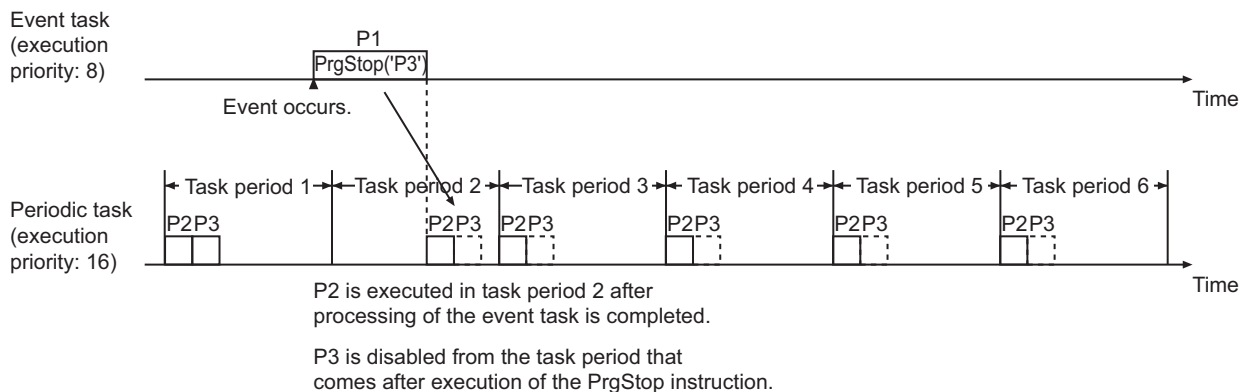 Event task
(execution
priority: 8)
P1
PrgStop('P3')
Event occurs.
Time
Task period 1 Task period 2 Task period 3 Task period 4 Task period 5 Task period 6
Periodic task
(execution
priority: 16)
P2 P3 P2 P3 P2 P3 P2 P3 P2 P3 P2 P3
Time
P2 is executed in task period 2 after
processing of the event task is completed.
P3 is disabled from the task period that
comes after execution of the PrgStop instruction.